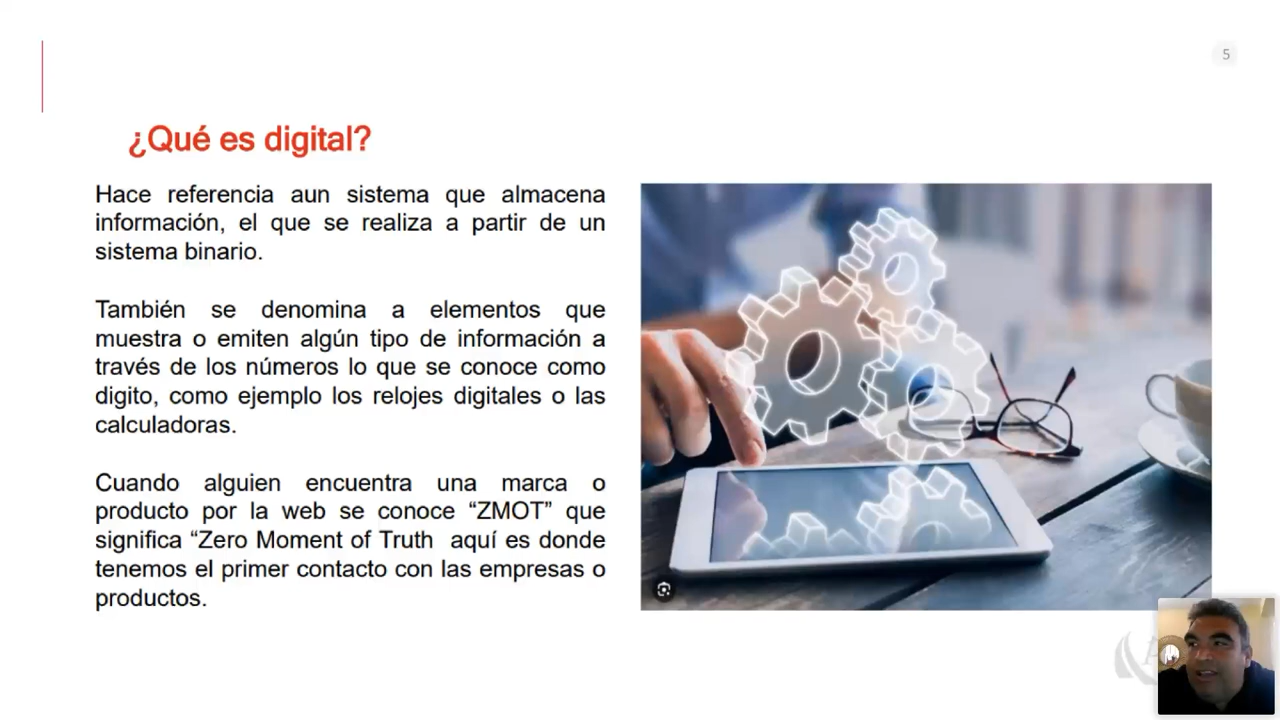 5
¿Qué es digital?
Hace referencia aun sistema que almacena
información, el que se realiza a partir de un
sistema binario.
También se denomina a elementos que
muestra o emiten algún tipo de información a
través de los números lo que se conoce como
digito, como ejemplo los relojes digitales o las
calculadoras.
Cuando alguien encuentra una marca o
producto por la web se conoce “ZMOT” que
significa “Zero Moment of Truth aquí es donde
tenemos el primer contacto con las empresas o
productos.